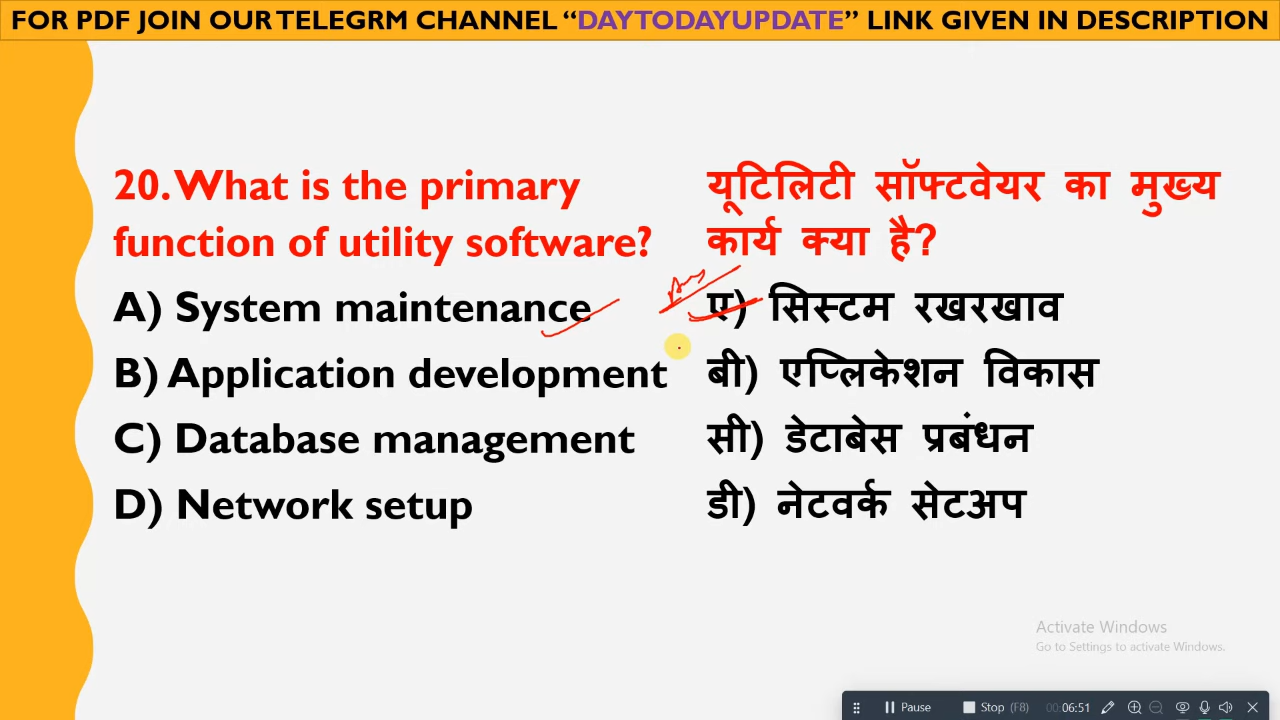 FOR PDF JOIN OUR TELEGRM CHANNEL “DAYTODAYUPDATE” LINK GIVEN IN DESCRIPTION
20. What is the primary
function of utility software?
A) System maintenance
B) Application development
C) Database management
D) Network setup
यूटिलिटी सॉफ्टवेयर का मुख्य
कार्य क्या है?
Ans
ए) सिस्टम रखरखाव
बी) एप्लिकेशन विकास
सी) डेटाबेस प्रबंधन
डी) नेटवर्क सेटअप
Activate Windows
Go to Settings to activate Windows.
Pause Stop (F8) 00:06:51